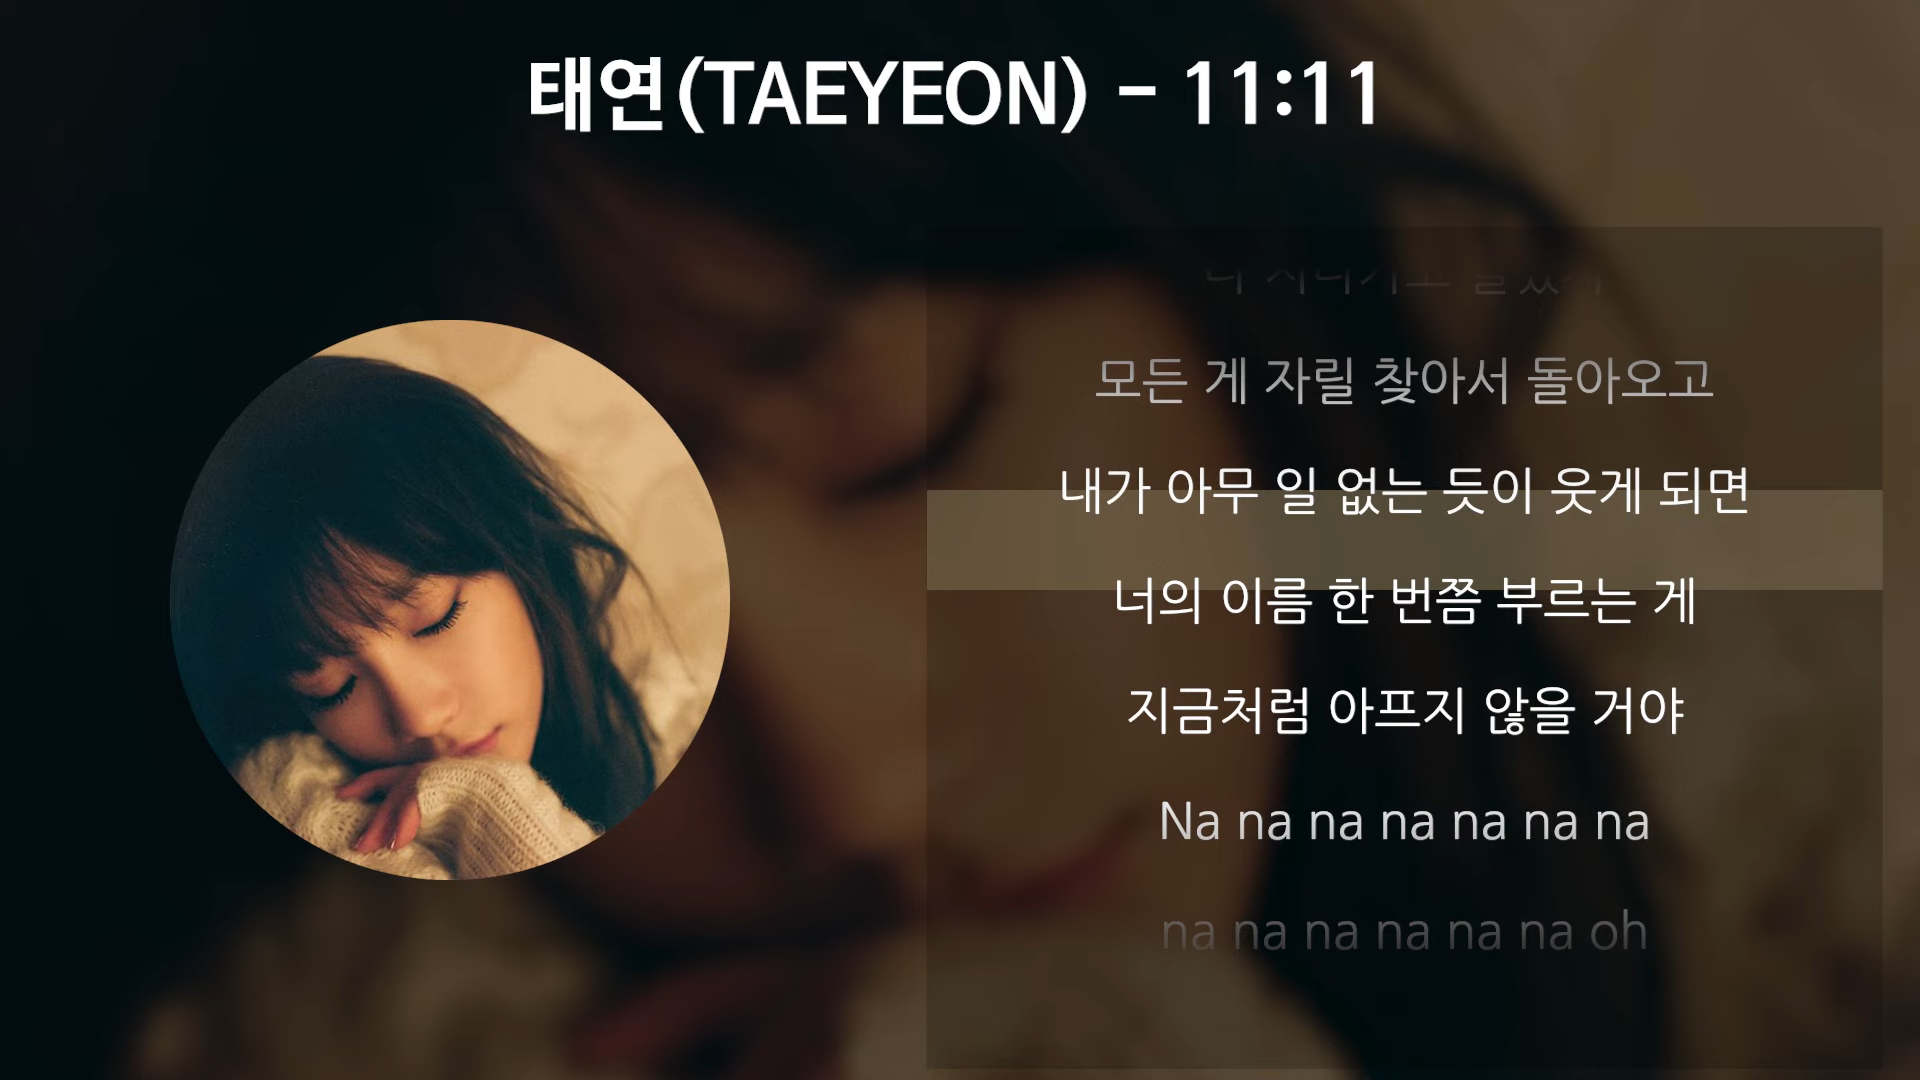 태연(TAEYEON) - 11:11
모든 게 자릴 찾아서 돌아오고
내가 아무 일 없는 듯이 웃게 되면
너의 이름 한 번쯤 부르는 게
지금처럼 아프지 않을 거야
Na na na na na na na
na na na na na na oh